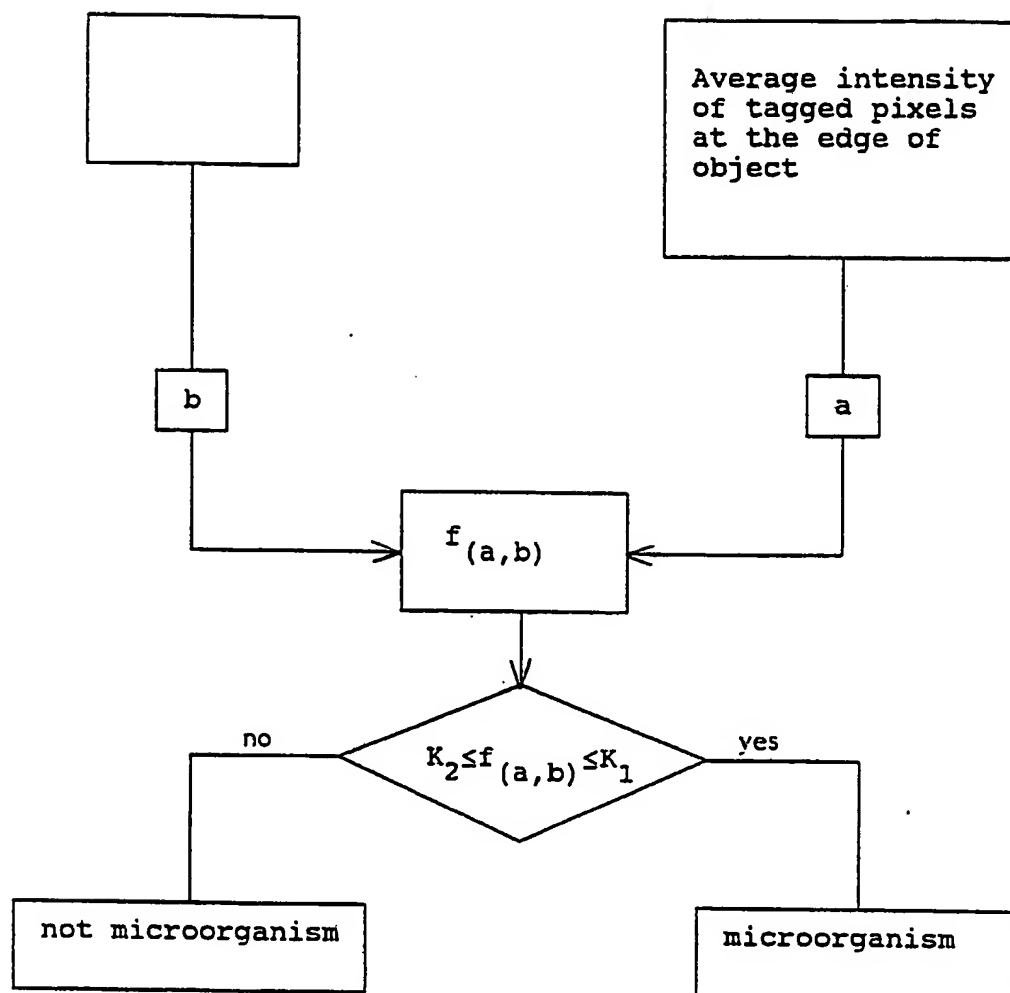 Average intensity
of tagged pixels
at the edge of
object
b
a
f(a,b)
no
K2≤f(a,b)≤K1
yes
not microorganism
microorganism